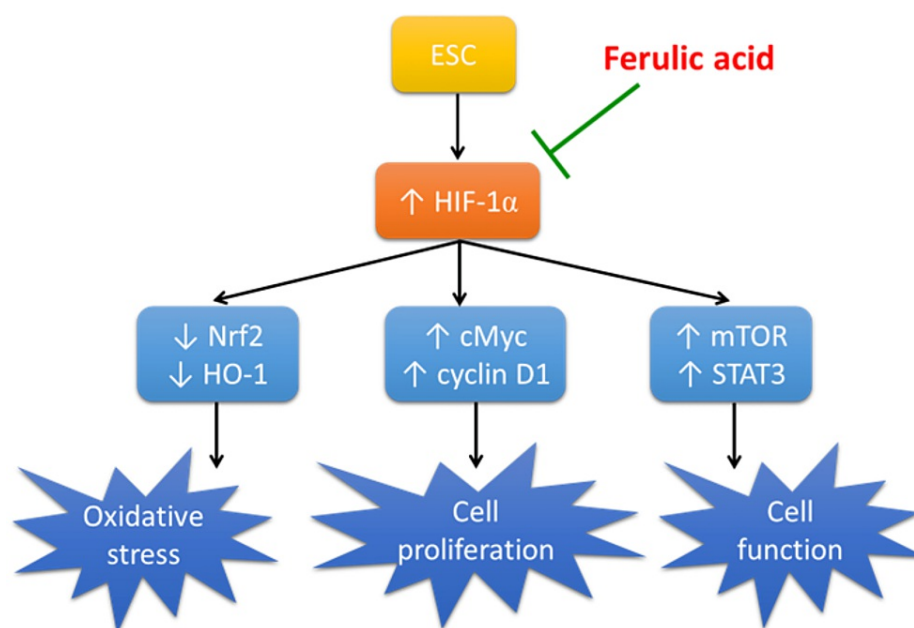 ESC
Ferulic acid
↑ HIF-1α
↓ Nrf2
↓ HO-1
↑ cMyc
↑ cyclin D1
↑ mTOR
↑ STAT3
Oxidative
stress
Cell
proliferation
Cell
function